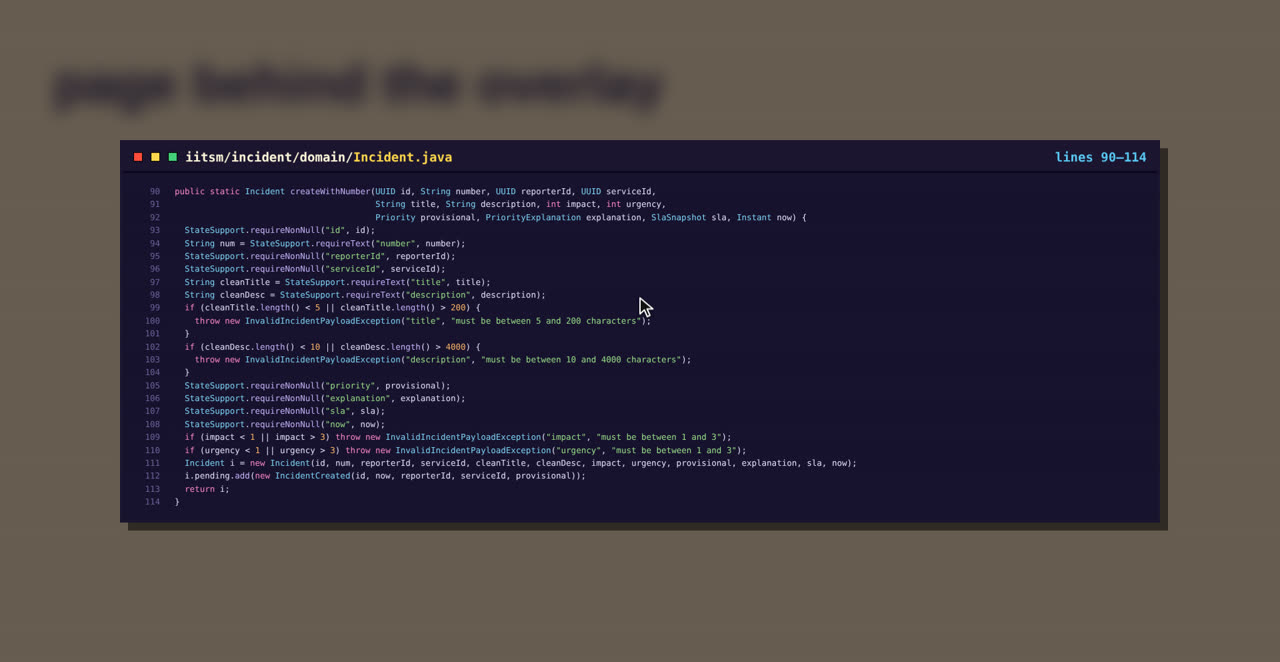 page behind the overlay
iitsm/incident/domain/Incident.java
lines 90–114
90 public static Incident createWithNumber(UUID id, String number, UUID reporterId, UUID serviceId,
91 String title, String description, int impact, int urgency,
92 Priority provisional, PriorityExplanation explanation, SlaSnapshot sla, Instant now) {
93 StateSupport.requireNonNull("id", id);
94 String num = StateSupport.requireText("number", number);
95 StateSupport.requireNonNull("reporterId", reporterId);
96 StateSupport.requireNonNull("serviceId", serviceId);
97 String cleanTitle = StateSupport.requireText("title", title);
98 String cleanDesc = StateSupport.requireText("description", description);
99 if (cleanTitle.length() < 5 || cleanTitle.length() > 200) {
100 throw new InvalidIncidentPayloadException("title", "must be between 5 and 200 characters");
101 }
102 if (cleanDesc.length() < 10 || cleanDesc.length() > 4000) {
103 throw new InvalidIncidentPayloadException("description", "must be between 10 and 4000 characters");
104 }
105 StateSupport.requireNonNull("priority", provisional);
106 StateSupport.requireNonNull("explanation", explanation);
107 StateSupport.requireNonNull("sla", sla);
108 StateSupport.requireNonNull("now", now);
109 if (impact < 1 || impact > 3) throw new InvalidIncidentPayloadException("impact", "must be between 1 and 3");
110 if (urgency < 1 || urgency > 3) throw new InvalidIncidentPayloadException("urgency", "must be between 1 and 3");
111 Incident i = new Incident(id, num, reporterId, serviceId, cleanTitle, cleanDesc, impact, urgency, provisional, explanation, sla, now);
112 i.pending.add(new IncidentCreated(id, now, reporterId, serviceId, provisional));
113 return i;
114 }